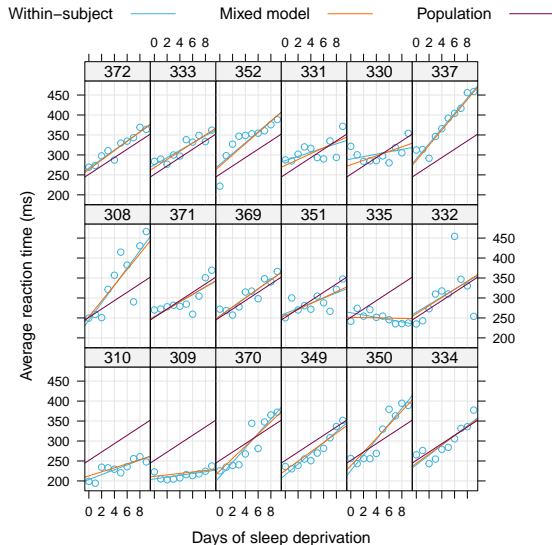 Within−subject Mixed model Population
0 2 4 6 8 0 2 4 6 8 0 2 4 6 8
372 333 352 331 330 337
450
400
350
300
250
200
308 371 369 351 335 332
450
400
350
300
250
200
310 309 370 349 350 334
450
400
350
300
250
200
0 2 4 6 8 0 2 4 6 8 0 2 4 6 8
Average reaction time (ms)
Days of sleep deprivation